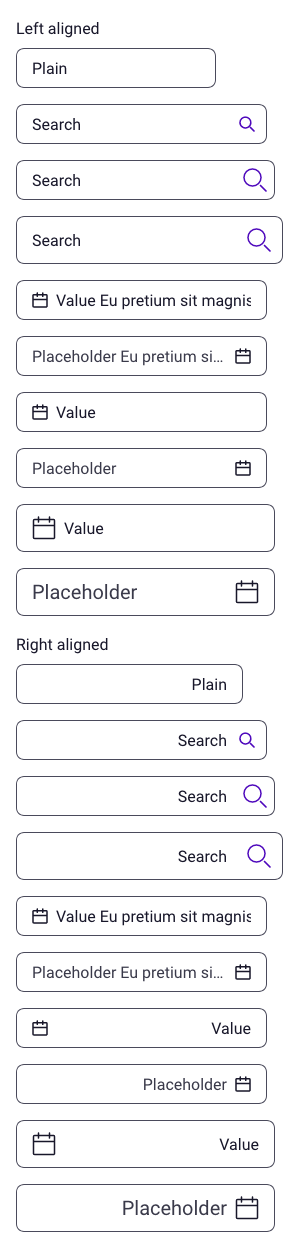 Left aligned
Plain
Search
Search
Search
Value Eu pretium sit magnis
Placeholder Eu pretium si...
Value
Placeholder
Value
Placeholder
Right aligned
Plain
Search
Search
Search
Value Eu pretium sit magnis
Placeholder Eu pretium si...
Value
Placeholder
Value
Placeholder